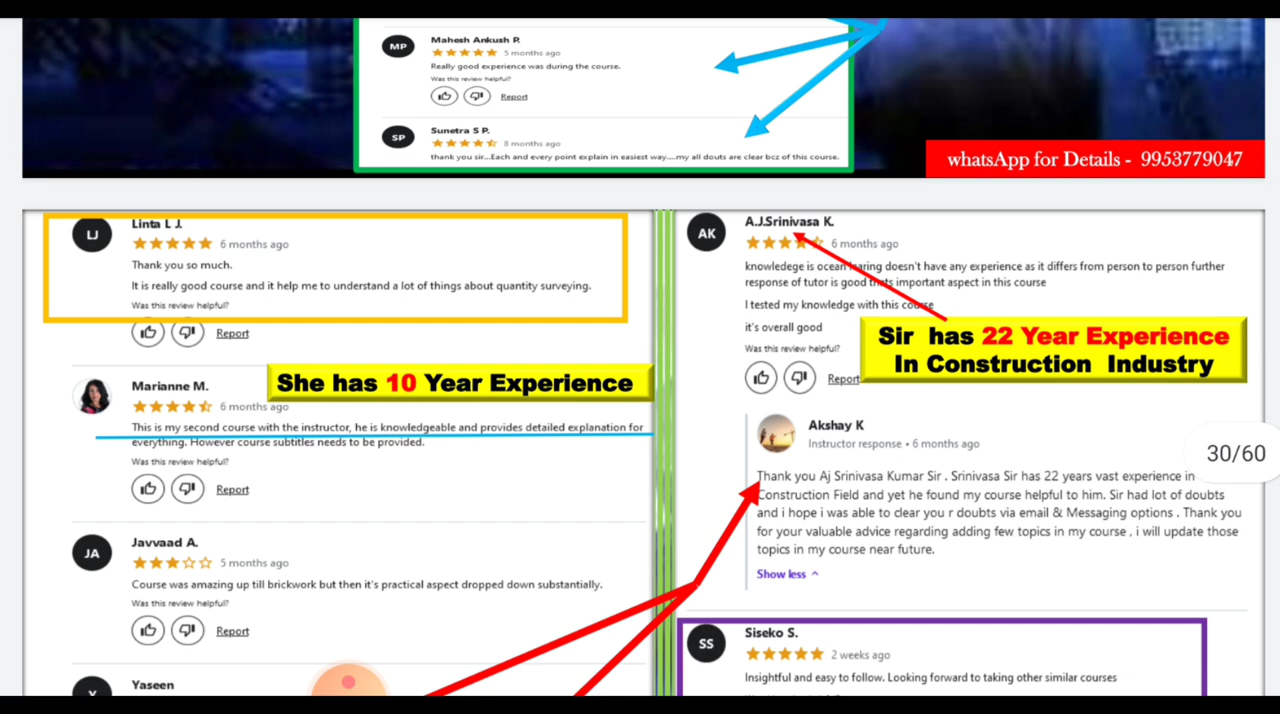 MP
Mahesh Ankush P.
5 months ago
Really good experience was during the course.
Was this review helpful?
Report
SP
Sunetra S P.
8 months ago
thank you sir...Each and every point explain in easiest way....my all douts are clear bcz of this course.
whatsApp for Details - 9953779047
LJ
Linta L J.
6 months ago
Thank you so much.
It is really good course and it help me to understand a lot of things about quantity surveying.
Was this review helpful?
Report
She has 10 Year Experience
Marianne M.
6 months ago
This is my second course with the instructor, he is knowledgeable and provides detailed explanation for
everything. However course subtitles needs to be provided.
Was this review helpful?
Report
JA
Javvaad A.
5 months ago
Course was amazing up till brickwork but then it's practical aspect dropped down substantially.
Was this review helpful?
Report
Y
Yaseen
AK
A.J.Srinivasa K.
6 months ago
knowledege is ocean learing doesn't have any experience as it differs from person to person further
response of tutor is good thats important aspect in this course
I tested my knowledge with this course
it's overall good
Was this review helpful?
Report
Sir has 22 Year Experience
In Construction Industry
Akshay K
Instructor response • 6 months ago
30/60
Thank you Aj Srinivasa Kumar Sir . Srinivasa Sir has 22 years vast experience in
Construction Field and yet he found my course helpful to him. Sir had lot of doubts
and i hope i was able to clear you r doubts via email & Messaging options . Thank you
for your valuable advice regarding adding few topics in my course , i will update those
topics in my course near future.
Show less
SS
Siseko S.
2 weeks ago
Insightful and easy to follow. Looking forward to taking other similar courses